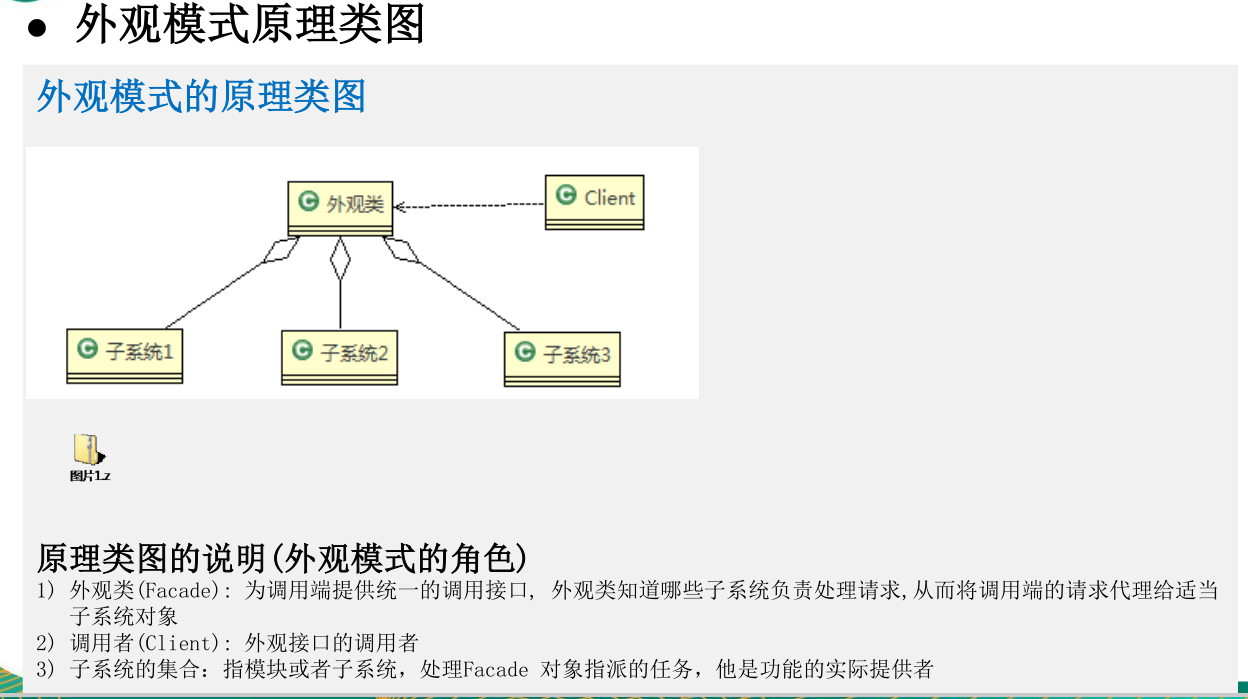 ● 外观模式原理类图
外观模式的原理类图
外观类
Client
子系统1
子系统2
子系统3
图片1.z
原理类图的说明(外观模式的角色)
1) 外观类(Facade): 为调用端提供统一的调用接口, 外观类知道哪些子系统负责处理请求,从而将调用端的请求代理给适当
子系统对象
2) 调用者(Client): 外观接口的调用者
3) 子系统的集合: 指模块或者子系统，处理Facade 对象指派的任务，他是功能的实际提供者